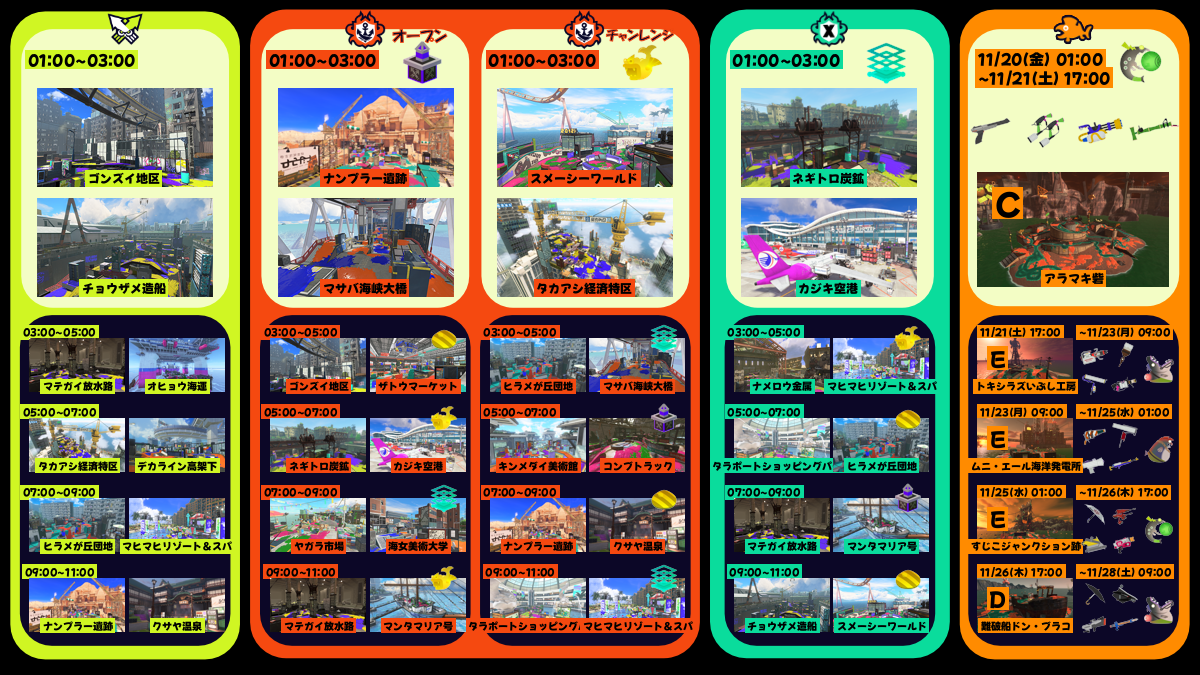 01:00~03:00
ゴンズイ地区
チョウザメ造船
03:00~05:00
マテガイ放水路
オヒョウ海運
05:00~07:00
タカアシ経済特区
デカライン高架下
07:00~09:00
ヒラメが丘団地
マヒマヒリゾート&スパ
09:00~11:00
ナンプラー遺跡
クサヤ温泉
オープン
01:00~03:00
ナンプラー遺跡
マサバ海峡大橋
チャンレンジ
01:00~03:00
スメーシーワールド
タカアシ経済特区
03:00~05:00
ゴンズイ地区
ザトウマーケット
05:00~07:00
ネギトロ炭鉱
カジキ空港
07:00~09:00
ヤガラ市場
海女美術大学
09:00~11:00
マテガイ放水路
マンタマリア号
03:00~05:00
ヒラメが丘団地
マサバ海峡大橋
05:00~07:00
キンメダイ美術館
コンブトラック
07:00~09:00
ナンプラー遺跡
クサヤ温泉
09:00~11:00
タラポートショッピング
マヒマヒリゾート&スパ
X
01:00~03:00
ネギトロ炭鉱
カジキ空港
03:00~05:00
ナメロウ金属
マヒマヒリゾート&スパ
05:00~07:00
タラポートショッピングパ
ヒラメが丘団地
07:00~09:00
マテガイ放水路
マンタマリア号
09:00~11:00
チョウザメ造船
スメーシーワールド
11/20(金) 01:00
~11/21(土) 17:00
C
アラマキ砦
11/21(土) 17:00
~11/23(月) 09:00
E
トキシラズいぶし工房
11/23(月) 09:00
~11/25(水) 01:00
E
ムニ・エール海洋発電所
11/25(水) 01:00
~11/26(木) 17:00
E
すじこジャンクション跡
11/26(木) 17:00
~11/28(土) 09:00
D
難破船ドン・ブラコ